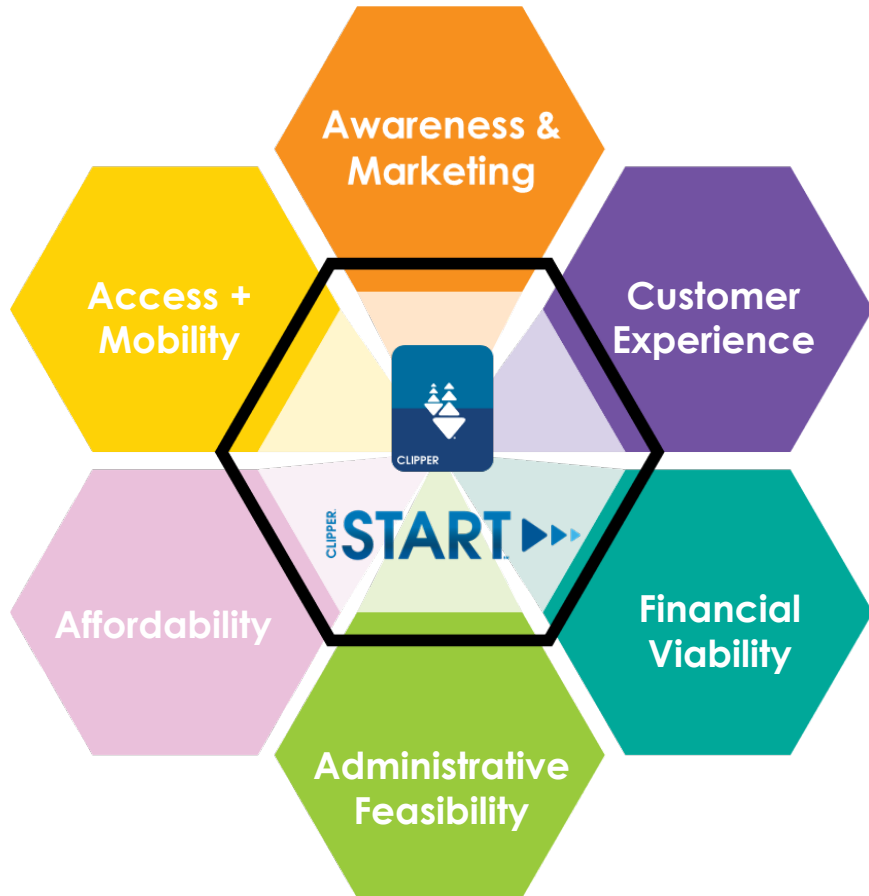 Awareness &
Marketing
Access +
Mobility
Customer
Experience
CLIPPER
CLIPPER
START
Affordability
Financial
Viability
Administrative
Feasibility